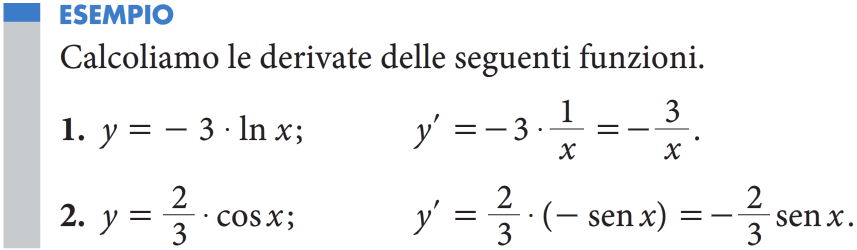 ESEMPIO
Calcoliamo le derivate delle seguenti funzioni.
1. y = − 3 · ln x; y′ = −3 · 1/x = − 3/x.
2. y = 2/3 · cos x; y′ = 2/3 · (− sen x) = − 2/3 sen x.